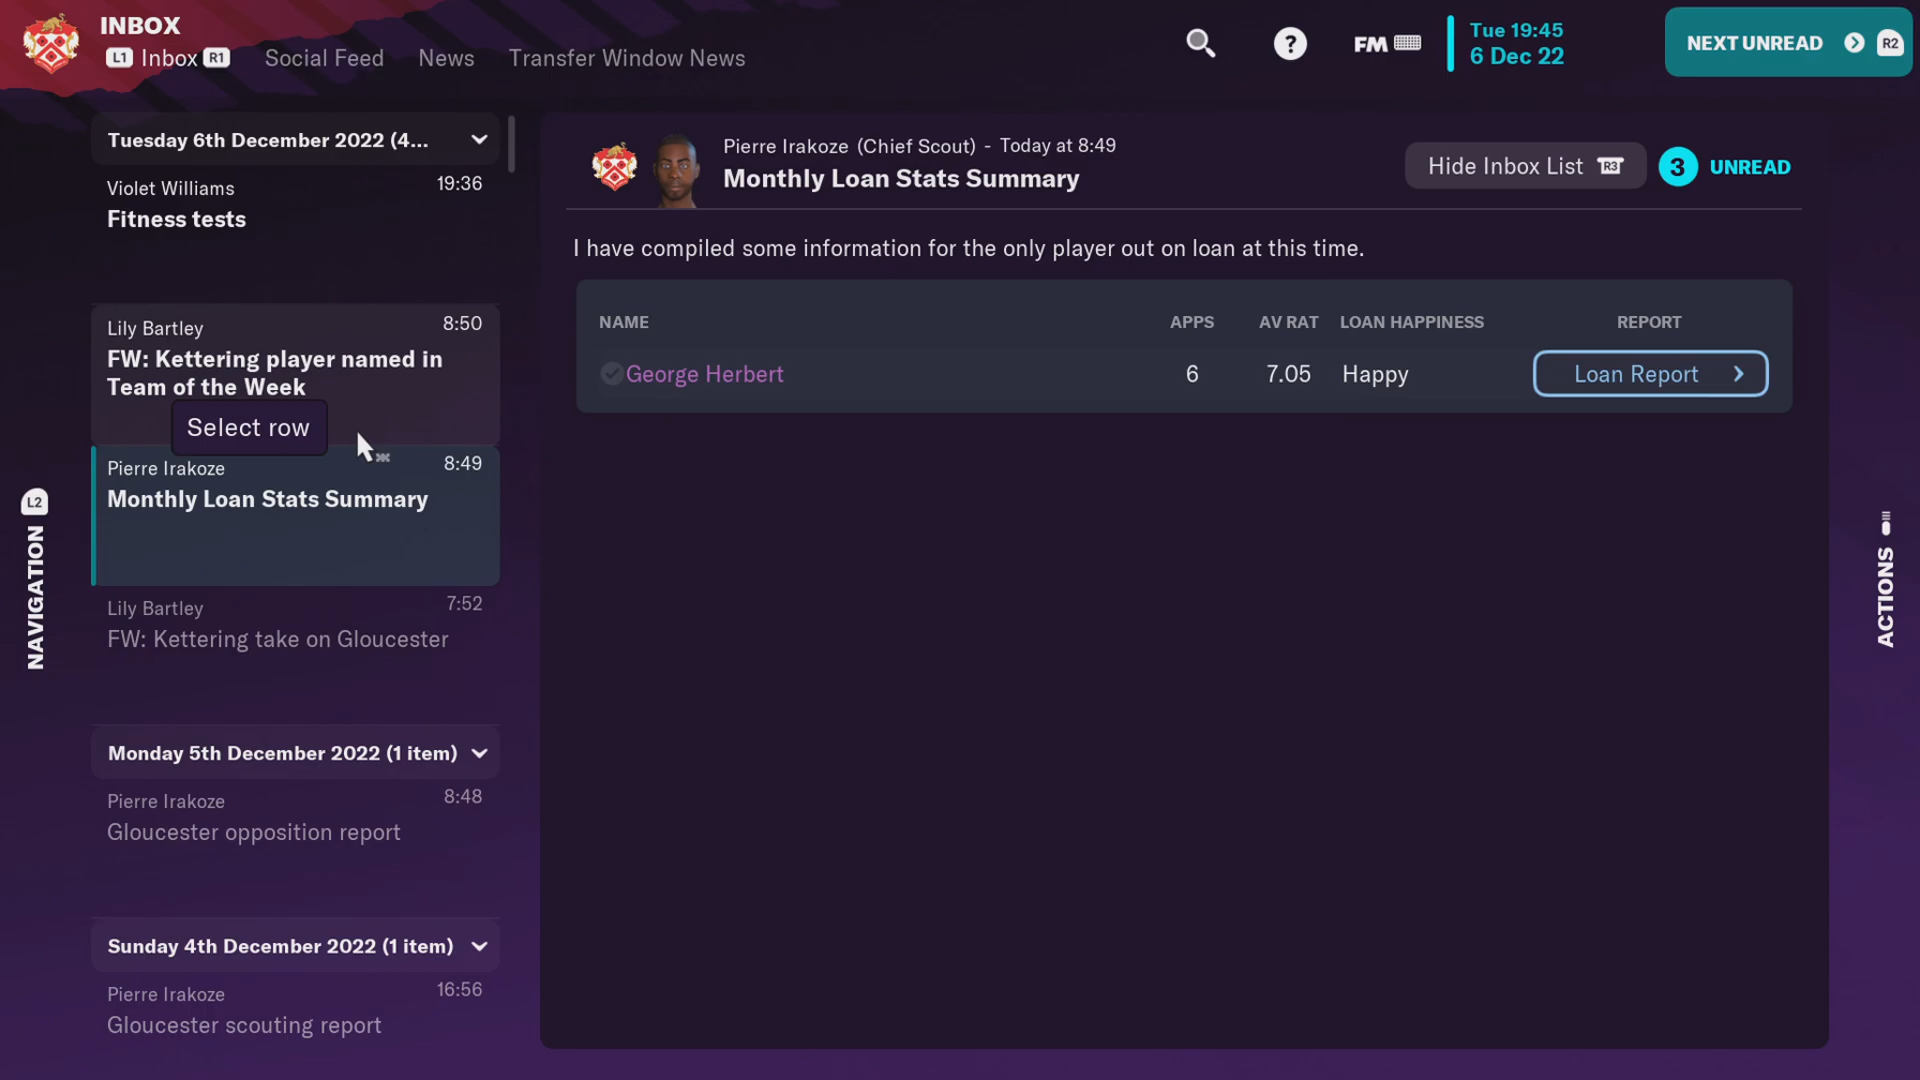 INBOX
L1 Inbox R1 Social Feed News Transfer Window News
?
FM
Tue 19:45
6 Dec 22
NEXT UNREAD R2
Tuesday 6th December 2022 (4...
Violet Williams 19:36
Fitness tests
Lily Bartley 8:50
FW: Kettering player named in
Team of the Week
Select row
Pierre Irakoze 8:49
Monthly Loan Stats Summary
Lily Bartley 7:52
FW: Kettering take on Gloucester
Monday 5th December 2022 (1 item)
Pierre Irakoze 8:48
Gloucester opposition report
Sunday 4th December 2022 (1 item)
Pierre Irakoze 16:56
Gloucester scouting report
L2
NAVIGATION
Pierre Irakoze (Chief Scout) - Today at 8:49
Monthly Loan Stats Summary
Hide Inbox List R3
3 UNREAD
I have compiled some information for the only player out on loan at this time.
NAME APPS AV RAT LOAN HAPPINESS REPORT
George Herbert 6 7.05 Happy Loan Report
ACTIONS